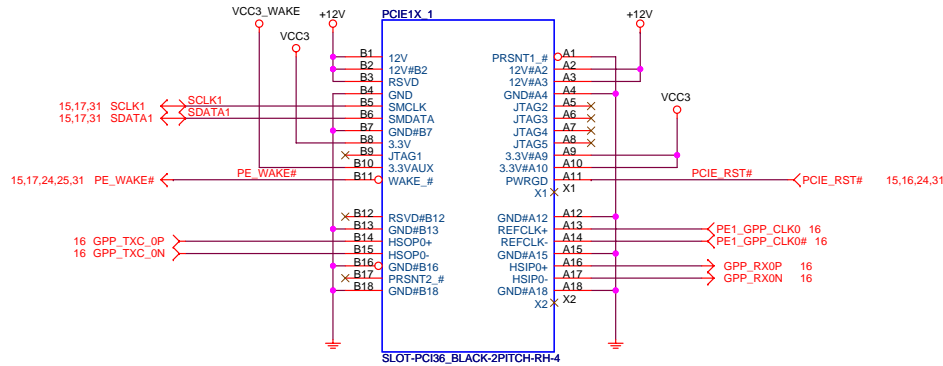 VCC3_WAKE
+12V
PCIE1X_1
+12V
VCC3
VCC3
B1 12V
B2 12V#B2
B3 RSVD
B4 GND
B5 SMCLK
B6 SMDATA
B7 GND#B7
B8 3.3V
B9 JTAG1
B10 3.3VAUX
B11 WAKE_#
B12 RSVD#B12
B13 GND#B13
B14 HSOP0+
B15 HSOP0-
B16 GND#B16
B17 PRSNT2_#
B18 GND#B18
PRSNT1_# A1
12V#A2 A2
12V#A3 A3
GND#A4 A4
JTAG2 A5
JTAG3 A6
JTAG4 A7
JTAG5 A8
3.3V#A9 A9
3.3V#A10 A10
PWRGD A11
X1 X1
GND#A12 A12
REFCLK+ A13
REFCLK- A14
GND#A15 A15
HSIP0+ A16
HSIP0- A17
GND#A18 A18
X2 X2
15,17,31 SCLK1 SCLK1
15,17,31 SDATA1 SDATA1
15,17,24,25,31 PE_WAKE# PE_WAKE#
16 GPP_TXC_0P
16 GPP_TXC_0N
PCIE_RST# PCIE_RST# 15,16,24,31
PE1_GPP_CLK0 16
PE1_GPP_CLK0# 16
GPP_RX0P 16
GPP_RX0N 16
SLOT-PCI36_BLACK-2PITCH-RH-4